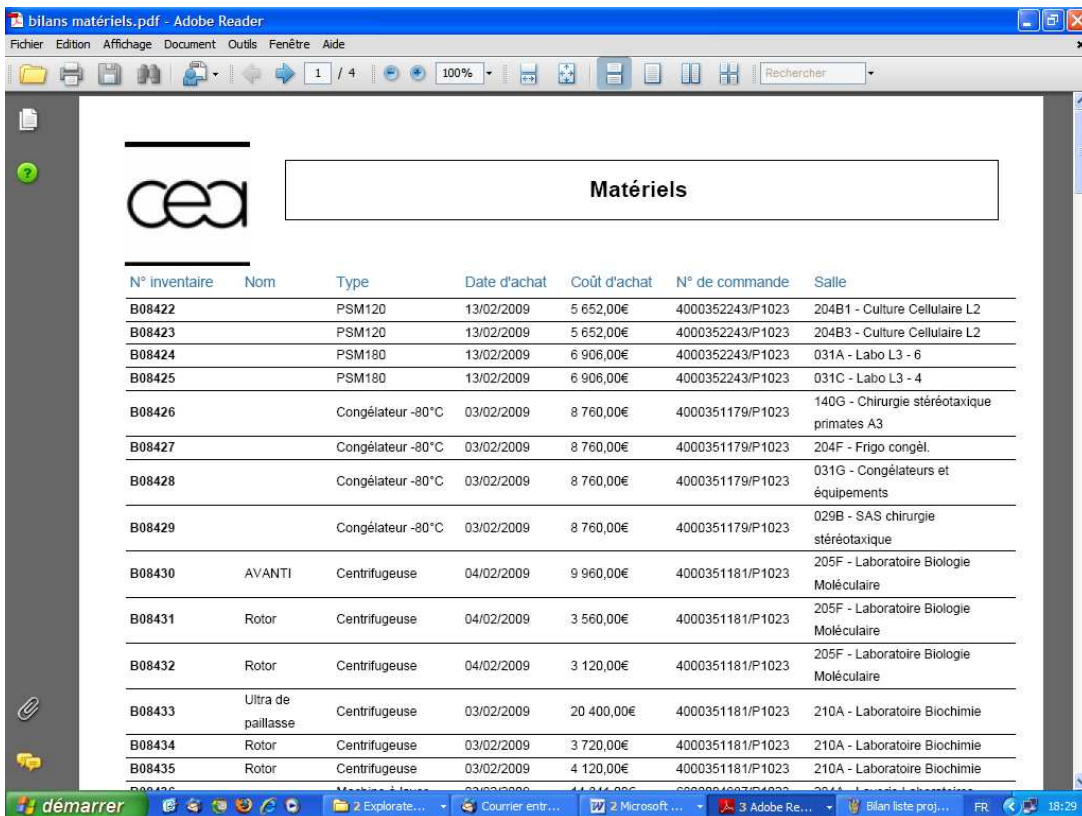 bilans matériels.pdf - Adobe Reader
Fichier Edition Affichage Document Outils Fenêtre Aide
1 / 4 100% Rechercher
cea
Matériels
N° inventaire Nom Type Date d'achat Coût d'achat N° de commande Salle
B08422 PSM120 13/02/2009 5 652,00€ 4000352243/P1023 204B1 - Culture Cellulaire L2
B08423 PSM120 13/02/2009 5 652,00€ 4000352243/P1023 204B3 - Culture Cellulaire L2
B08424 PSM180 13/02/2009 6 906,00€ 4000352243/P1023 031A - Labo L3 - 6
B08425 PSM180 13/02/2009 6 906,00€ 4000352243/P1023 031C - Labo L3 - 4
B08426 Congélateur -80°C 03/02/2009 8 760,00€ 4000351179/P1023 140G - Chirurgie stéréotaxique
primates A3
B08427 Congélateur -80°C 03/02/2009 8 760,00€ 4000351179/P1023 204F - Frigo congèl.
B08428 Congélateur -80°C 03/02/2009 8 760,00€ 4000351179/P1023 031G - Congélateurs et
équipements
B08429 Congélateur -80°C 03/02/2009 8 760,00€ 4000351179/P1023 029B - SAS chirurgie
stéréotaxique
B08430 AVANTI Centrifugeuse 04/02/2009 9 960,00€ 4000351181/P1023 205F - Laboratoire Biologie
Moléculaire
B08431 Rotor Centrifugeuse 04/02/2009 3 560,00€ 4000351181/P1023 205F - Laboratoire Biologie
Moléculaire
B08432 Rotor Centrifugeuse 04/02/2009 3 120,00€ 4000351181/P1023 205F - Laboratoire Biologie
Moléculaire
B08433 Ultra de
paillasse Centrifugeuse 03/02/2009 20 400,00€ 4000351181/P1023 210A - Laboratoire Biochimie
B08434 Rotor Centrifugeuse 03/02/2009 3 720,00€ 4000351181/P1023 210A - Laboratoire Biochimie
B08435 Rotor Centrifugeuse 03/02/2009 4 120,00€ 4000351181/P1023 210A - Laboratoire Biochimie
démarrer 2 Explorate... Courrier entr... 2 Microsoft ... 3 Adobe Re... Bilan liste proj... FR 18:29